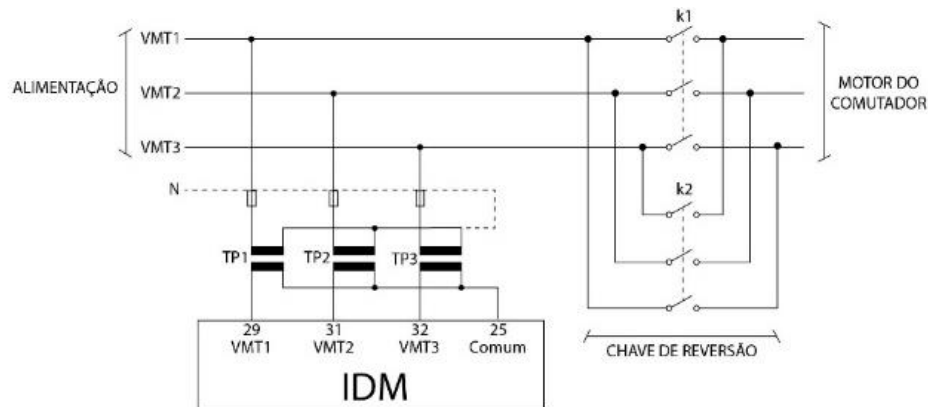 k1
VMT1
ALIMENTAÇÃO
VMT2
MOTOR DO
COMUTADOR
VMT3
N
k2
TP1
TP2
TP3
29
31
32
25
VMT1
VMT2
VMT3
Comum
CHAVE DE REVERSÃO
IDM